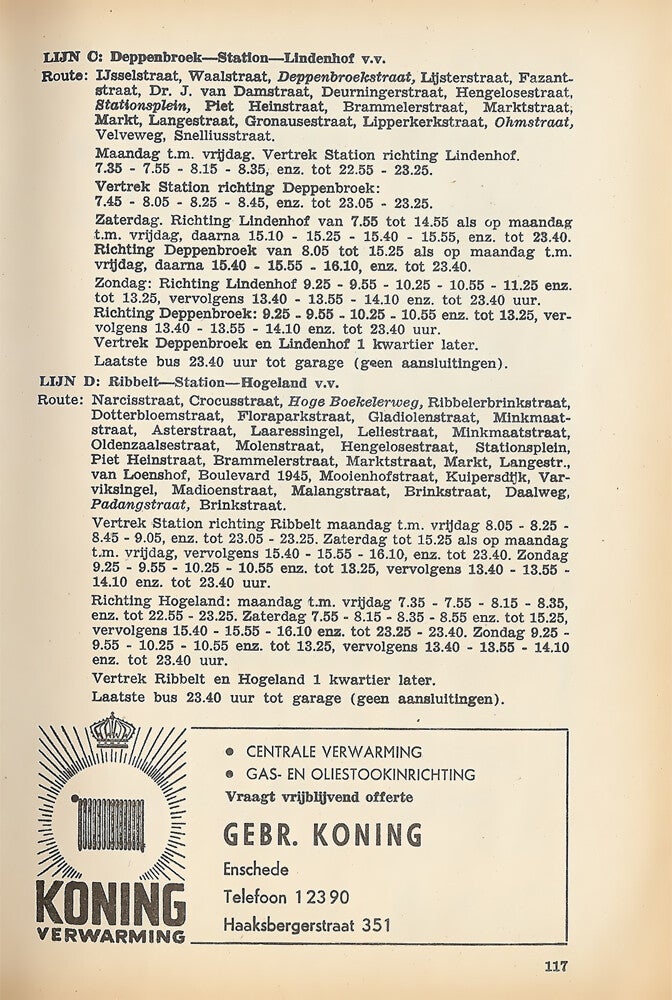 LIJN C: Deppenbroek—Station—Lindenhof v.v.
Route: IJsselstraat, Waalstraat, Deppenbroekstraat, Lijsterstraat, Fazant-
straat, Dr. J. van Damstraat, Deurningerstraat, Hengelosestraat,
Stationsplein, Piet Heinstraat, Brammelerstraat, Marktstraat,
Markt, Langestraat, Gronausestraat, Lipperkerkstraat, Ohmstraat,
Velveweg, Snelliusstraat.
Maandag t.m. vrijdag. Vertrek Station richting Lindenhof.
7.35 - 7.55 - 8.15 - 8.35, enz. tot 22.55 - 23.25.
Vertrek Station richting Deppenbroek:
7.45 - 8.05 - 8.25 - 8.45, enz. tot 23.05 - 23.25.
Zaterdag. Richting Lindenhof van 7.55 tot 14.55 als op maandag
t.m. vrijdag, daarna 15.10 - 15.25 - 15.40 - 15.55, enz. tot 23.40.
Richting Deppenbroek van 8.05 tot 15.25 als op maandag t.m.
vrijdag, daarna 15.40 - 15.55 - 16.10, enz. tot 23.40.
Zondag: Richting Lindenhof 9.25 - 9.55 - 10.25 - 10.55 - 11.25 enz.
tot 13.25, vervolgens 13.40 - 13.55 - 14.10 enz. tot 23.40 uur.
Richting Deppenbroek: 9.25 - 9.55 - 10.25 - 10.55 enz. tot 13.25, ver-
volgens 13.40 - 13.55 - 14.10 enz. tot 23.40 uur.
Vertrek Deppenbroek en Lindenhof 1 kwartier later.
Laatste bus 23.40 uur tot garage (geen aansluitingen).
LIJN D: Ribbelt—Station—Hogeland v.v.
Route: Narcisstraat, Crocusstraat, Hoge Boekelerweg, Ribbelerbrinkstraat,
Dotterbloemstraat, Floraparkstraat, Gladiolenstraat, Minkmaat-
straat, Asterstraat, Laaressingel, Leliestraat, Minkmaatstraat,
Oldenzaalsestraat, Molenstraat, Hengelosestraat, Stationsplein,
Piet Heinstraat, Brammelerstraat, Marktstraat, Markt, Langestr.,
van Loenshof, Boulevard 1945, Mooienhofstraat, Kuipersdijk, Var-
viksingel, Madioenstraat, Malangstraat, Brinkstraat, Daalweg,
Padangstraat, Brinkstraat.
Vertrek Station richting Ribbelt maandag t.m. vrijdag 8.05 - 8.25 -
8.45 - 9.05, enz. tot 23.05 - 23.25. Zaterdag tot 15.25 als op maandag
t.m. vrijdag, vervolgens 15.40 - 15.55 - 16.10, enz. tot 23.40. Zondag
9.25 - 9.55 - 10.25 - 10.55 enz. tot 13.25, vervolgens 13.40 - 13.55 -
14.10 enz. tot 23.40 uur.
Richting Hogeland: maandag t.m. vrijdag 7.35 - 7.55 - 8.15 - 8.35,
enz. tot 22.55 - 23.25. Zaterdag 7.55 - 8.15 - 8.35 - 8.55 enz. tot 15.25,
vervolgens 15.40 - 15.55 - 16.10 enz. tot 23.25 - 23.40. Zondag 9.25 -
9.55 - 10.25 - 10.55 enz. tot 13.25, vervolgens 13.40 - 13.55 - 14.10
enz. tot 23.40 uur.
Vertrek Ribbelt en Hogeland 1 kwartier later.
Laatste bus 23.40 uur tot garage (geen aansluitingen).
● CENTRALE VERWARMING
● GAS- EN OLIESTOOKINRICHTING
Vraagt vrijblijvend offerte
GEBR. KONING
Enschede
Telefoon 12390
Haaksbergerstraat 351
KONING
VERWARMING
117